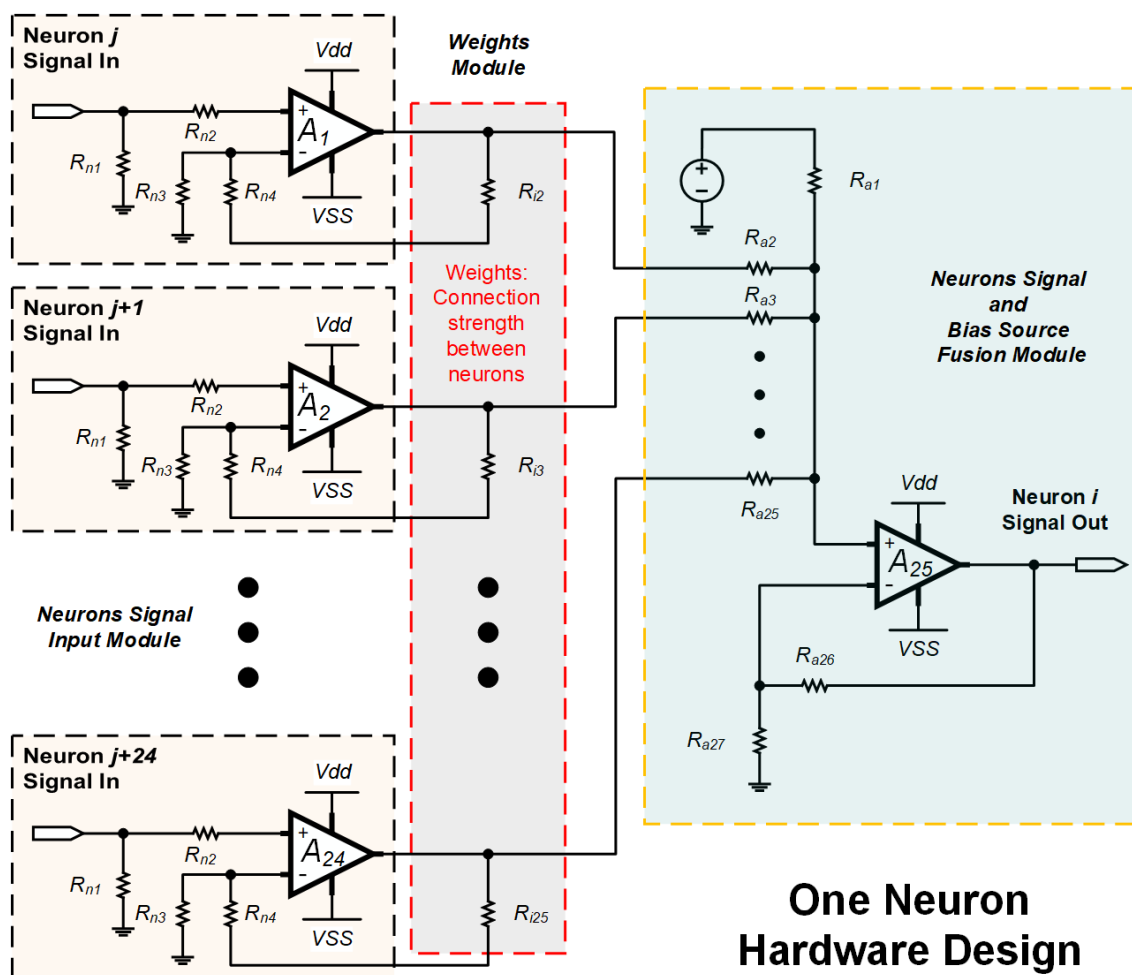 Neuron j
Signal In
Vdd
+
A1
-
Rn2
Rn1
Rn3
Rn4
VSS
Weights
Module
Ri2
Neuron j+1
Signal In
Vdd
+
A2
-
Rn2
Rn1
Rn3
Rn4
VSS
Weights:
Connection
strength
between
neurons
Ri3
Neurons Signal
Input Module
Neuron j+24
Signal In
Vdd
+
A24
-
Rn2
Rn1
Rn3
Rn4
VSS
Ri25
+
-
Ra1
Ra2
Ra3
Neurons Signal
and
Bias Source
Fusion Module
Ra25
Vdd
+
A25
-
VSS
Neuron i
Signal Out
Ra26
Ra27
One Neuron
Hardware Design